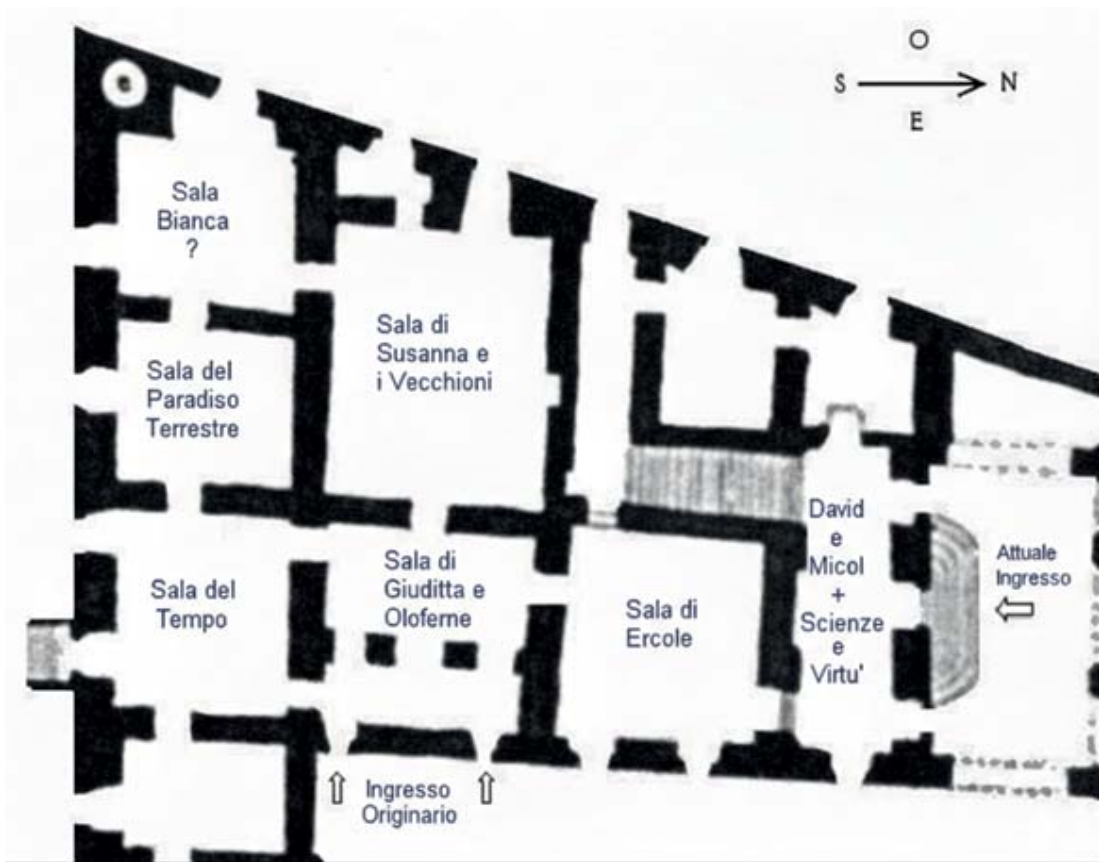 O
S N
E
Sala
Bianca
?
Sala di
Susanna e
i Vecchioni
Sala del
Paradiso
Terrestre
David
e
Micol
+
Scienze
e
Virtu'
Attuale
Ingresso
Sala di
Giuditta e
Oloferne
Sala del
Tempo
Sala di
Ercole
Ingresso
Originario